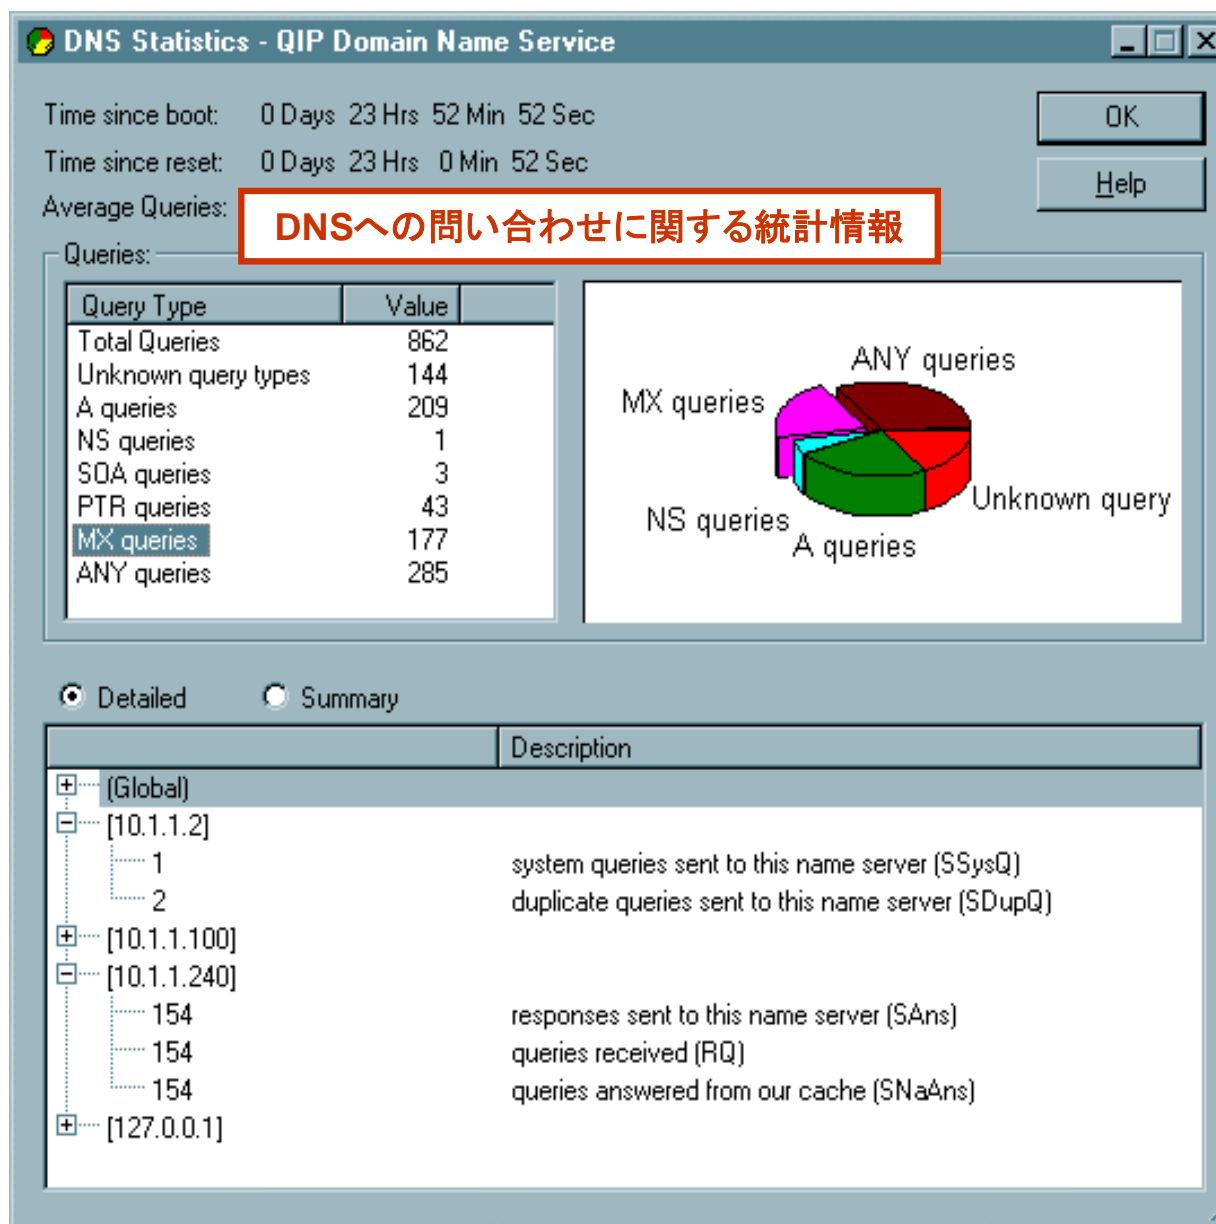 DNS Statistics - QIP Domain Name Service
Time since boot: 0 Days 23 Hrs 52 Min 52 Sec
OK
Time since reset: 0 Days 23 Hrs 0 Min 52 Sec
Help
Average Queries:
DNSへの問い合わせに関する統計情報
Queries:
Query Type Value
Total Queries 862
Unknown query types 144
A queries 209
NS queries 1
SOA queries 3
PTR queries 43
MX queries 177
ANY queries 285
ANY queries
MX queries
Unknown query
NS queries
A queries
Detailed Summary
Description
(Global)
[10.1.1.2]
1 system queries sent to this name server (SSysQ)
2 duplicate queries sent to this name server (SDupQ)
[10.1.1.100]
[10.1.1.240]
154 responses sent to this name server (SAns)
154 queries received (RQ)
154 queries answered from our cache (SNaAns)
[127.0.0.1]